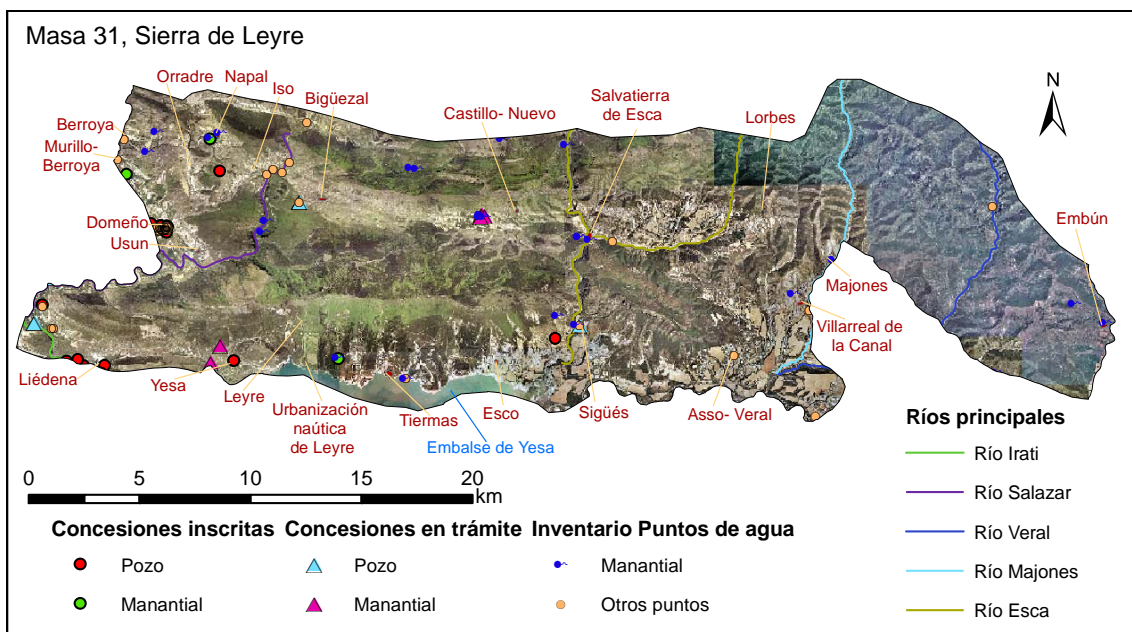 Masa 31, Sierra de Leyre
Orradre
Napal
Iso
Bigüezal
Castillo- Nuevo
Salvatierra
de Esca
Lorbes
N
Berroya
Murillo-
Berroya
Domeño
Usun
Embún
Majones
Villarreal de
la Canal
Liédena
Yesa
Leyre
Urbanización
naútica
de Leyre
Tiermas
Esco
Embalse de Yesa
Sigüés
Asso- Veral
0 5 10 15 20
km
Ríos principales
Río Irati
Río Salazar
Río Veral
Río Majones
Río Esca
Concesiones inscritas
Pozo
Manantial
Concesiones en trámite
Pozo
Manantial
Inventario Puntos de agua
Manantial
Otros puntos